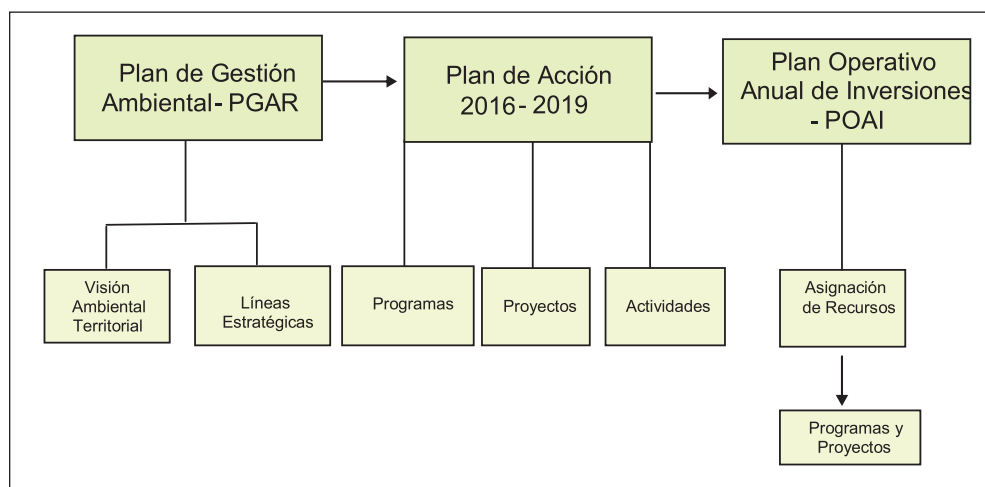 Plan de Gestión
Ambiental- PGAR
Plan de Acción
2016- 2019
Plan Operativo
Anual de Inversiones
- POAI
Visión
Ambiental
Territorial
Líneas
Estratégicas
Programas
Proyectos
Actividades
Asignación
de Recursos
Programas y
Proyectos